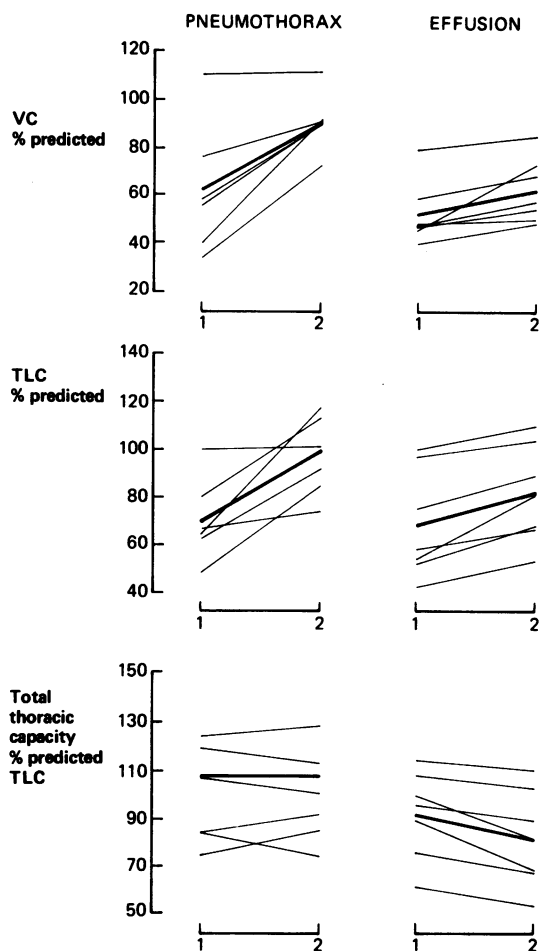 PNEUMOTHORAX EFFUSION
VC
% predicted
120
100
80
60
40
20
1 2 1 2
TLC
% predicted
140
120
100
80
60
40
1 2 1 2
Total
thoracic
capacity
% predicted
TLC
150
130
110
90
70
50
1 2 1 2